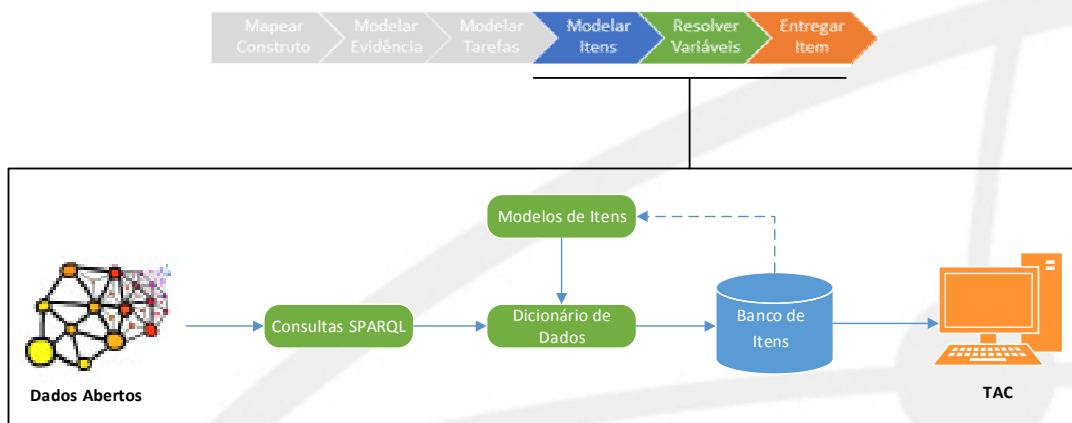 Mapear
Construto
Modelar
Evidência
Modelar
Tarefas
Modelar
Itens
Resolver
Variáveis
Entregar
Item
Modelos de Itens
Consultas SPARQL
Dicionário de
Dados
Banco de
Itens
Dados Abertos
TAC